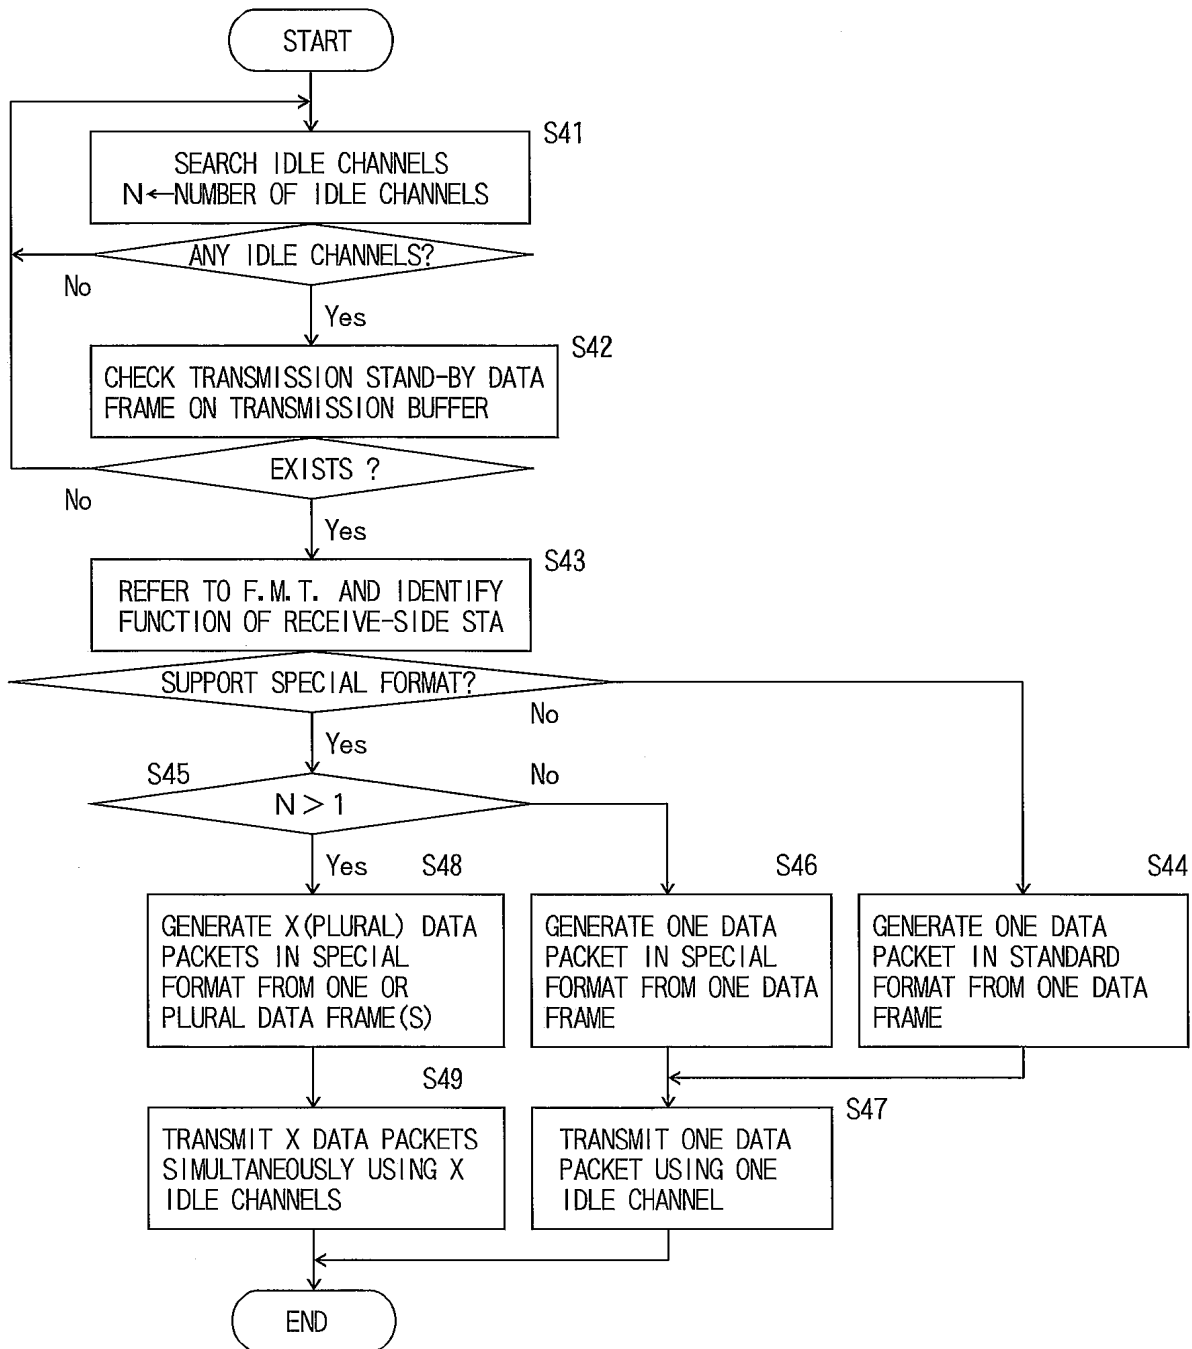 START
S41
SEARCH IDLE CHANNELS
N←NUMBER OF IDLE CHANNELS
ANY IDLE CHANNELS?
No
Yes
S42
CHECK TRANSMISSION STAND-BY DATA
FRAME ON TRANSMISSION BUFFER
EXISTS ?
No
Yes
S43
REFER TO F.M.T. AND IDENTIFY
FUNCTION OF RECEIVE-SIDE STA
SUPPORT SPECIAL FORMAT?
No
Yes
S45
No
N > 1
Yes
S48
S46
S44
GENERATE X(PLURAL) DATA
PACKETS IN SPECIAL
FORMAT FROM ONE OR
PLURAL DATA FRAME(S)
GENERATE ONE DATA
PACKET IN SPECIAL
FORMAT FROM ONE DATA
FRAME
GENERATE ONE DATA
PACKET IN STANDARD
FORMAT FROM ONE DATA
FRAME
S49
S47
TRANSMIT X DATA PACKETS
SIMULTANEOUSLY USING X
IDLE CHANNELS
TRANSMIT ONE DATA
PACKET USING ONE
IDLE CHANNEL
END